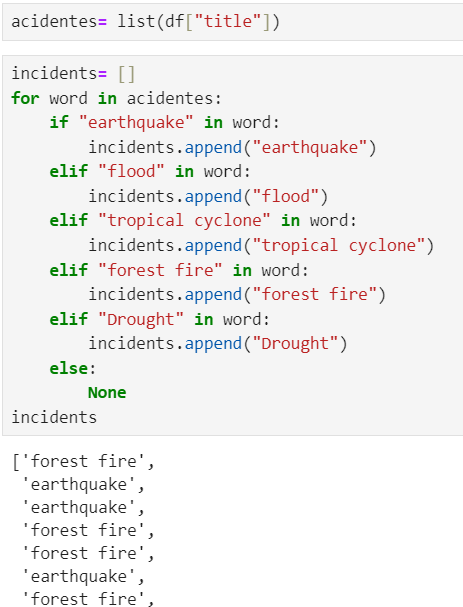 acidentes= list(df["title"])
incidents= []
for word in acidentes:
    if "earthquake" in word:
        incidents.append("earthquake")
    elif "flood" in word:
        incidents.append("flood")
    elif "tropical cyclone" in word:
        incidents.append("tropical cyclone")
    elif "forest fire" in word:
        incidents.append("forest fire")
    elif "Drought" in word:
        incidents.append("Drought")
    else:
        None
incidents
['forest fire',
 'earthquake',
 'earthquake',
 'forest fire',
 'forest fire',
 'earthquake',
 'forest fire',